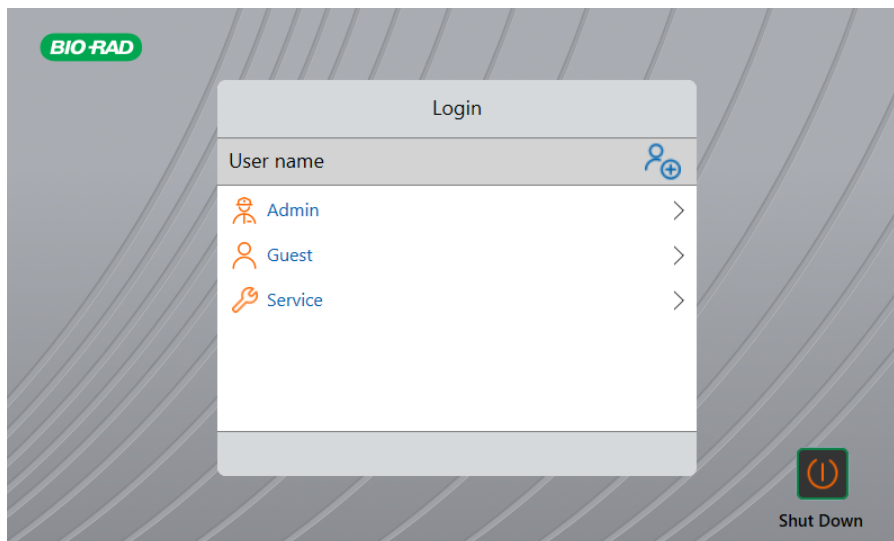 BIO-RAD
Login
User name
Admin
Guest
Service
Shut Down